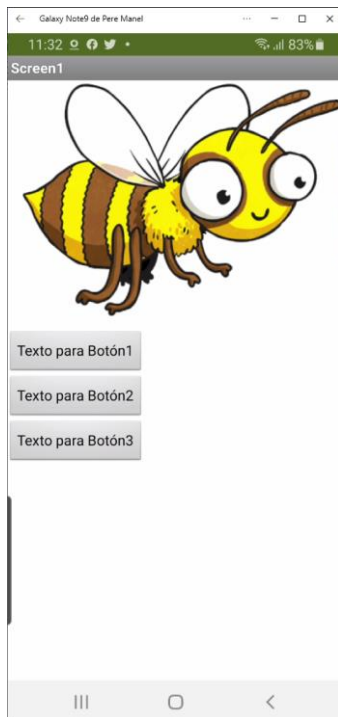 Galaxy Note9 de Pere Manel
11:32
83%
Screen1
Texto para Botón1
Texto para Botón2
Texto para Botón3